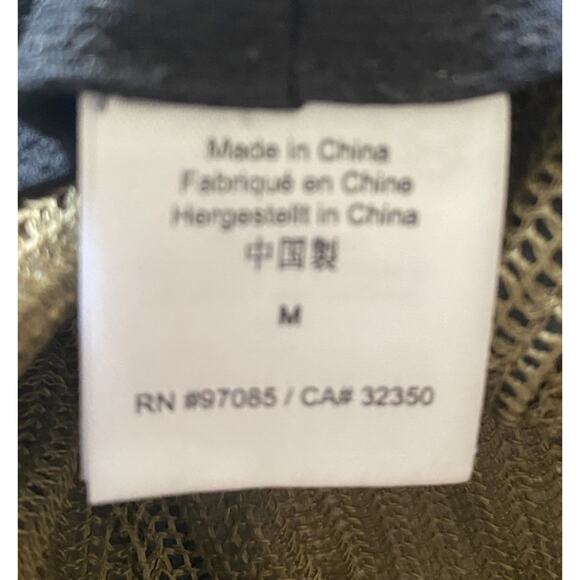 Made in China
Fabriqué en Chine
Hergestellt in China
中国製
M
RN #97085 / CA# 32350